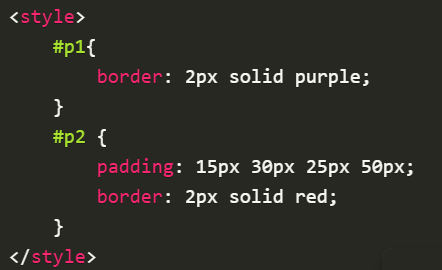 <style>
    #p1{
        border: 2px solid purple;
    }
    #p2 {
        padding: 15px 30px 25px 50px;
        border: 2px solid red;
    }
</style>